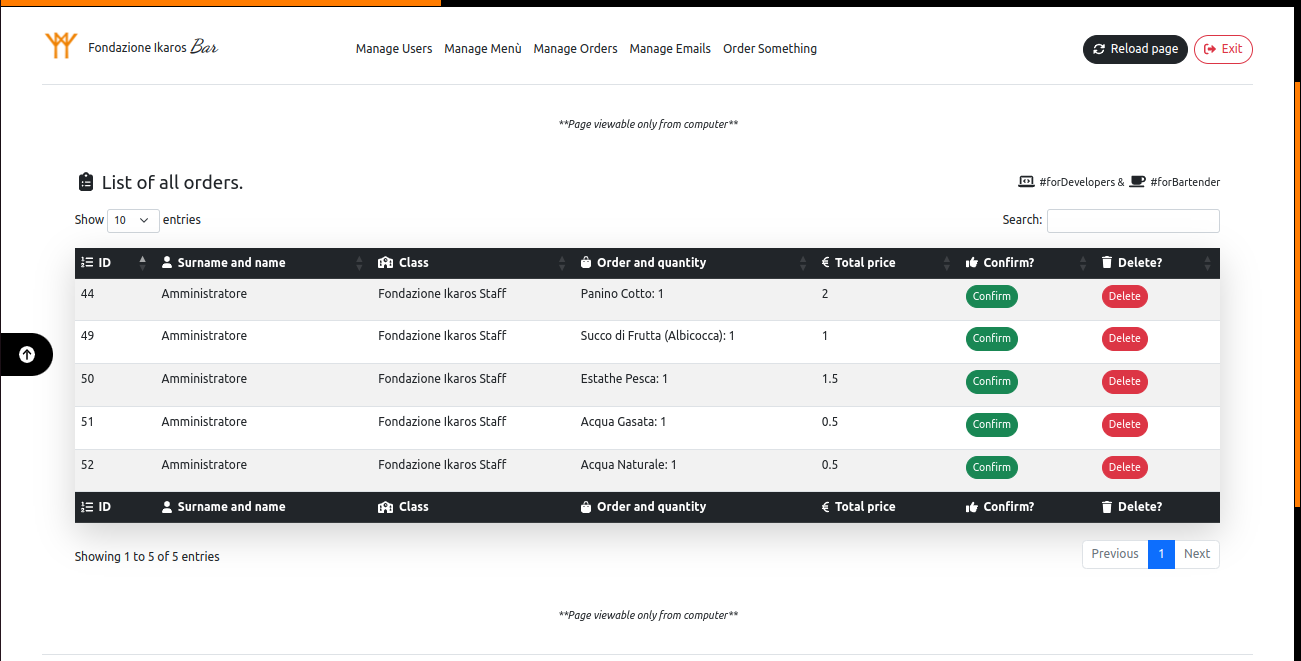 Fondazione Ikaros Bar
Manage Users Manage Menù Manage Orders Manage Emails Order Something
Reload page Exit
**Page viewable only from computer**
List of all orders.
#forDevelopers & #forBartender
Show 10 entries
Search:
ID Surname and name Class Order and quantity € Total price Confirm? Delete?
44 Amministratore Fondazione Ikaros Staff Panino Cotto: 1 2 Confirm Delete
49 Amministratore Fondazione Ikaros Staff Succo di Frutta (Albicocca): 1 1 Confirm Delete
50 Amministratore Fondazione Ikaros Staff Estathe Pesca: 1 1.5 Confirm Delete
51 Amministratore Fondazione Ikaros Staff Acqua Gasata: 1 0.5 Confirm Delete
52 Amministratore Fondazione Ikaros Staff Acqua Naturale: 1 0.5 Confirm Delete
ID Surname and name Class Order and quantity € Total price Confirm? Delete?
Showing 1 to 5 of 5 entries
Previous 1 Next
**Page viewable only from computer**